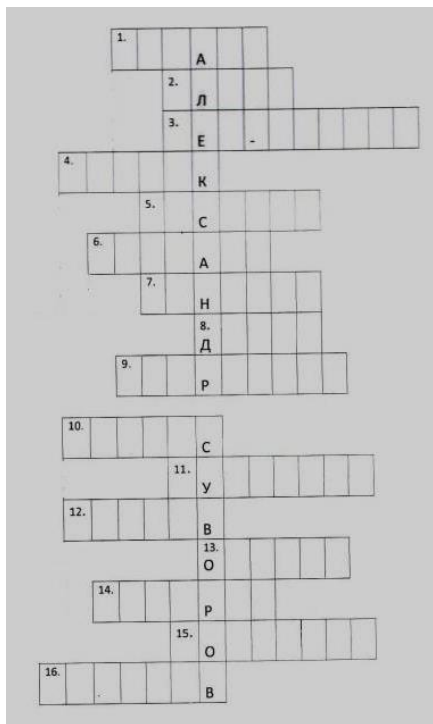 1. А
2. Л
3. Е -
4. К
5. С
6. А
7. Н
8. Д
9. Р
10. С
11. У
12. В
13. О
14. Р
15. О
16. В